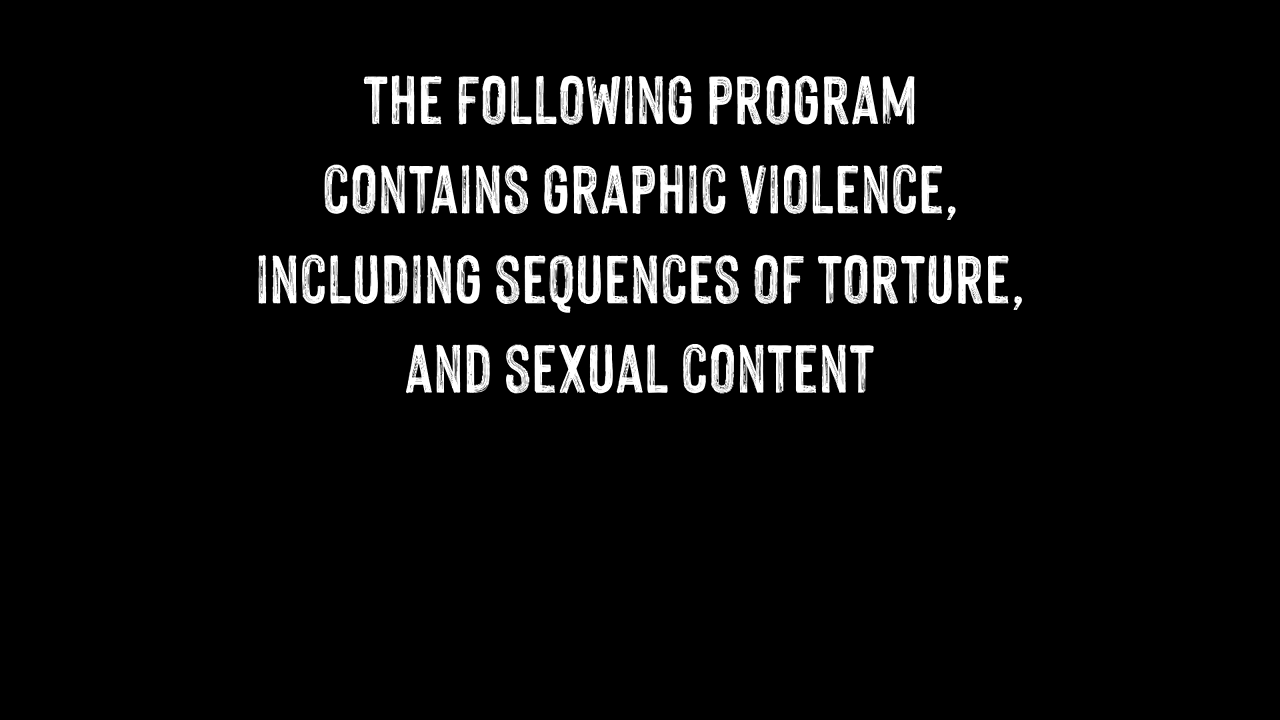 THE FOLLOWING PROGRAM
CONTAINS GRAPHIC VIOLENCE,
INCLUDING SEQUENCES OF TORTURE,
AND SEXUAL CONTENT